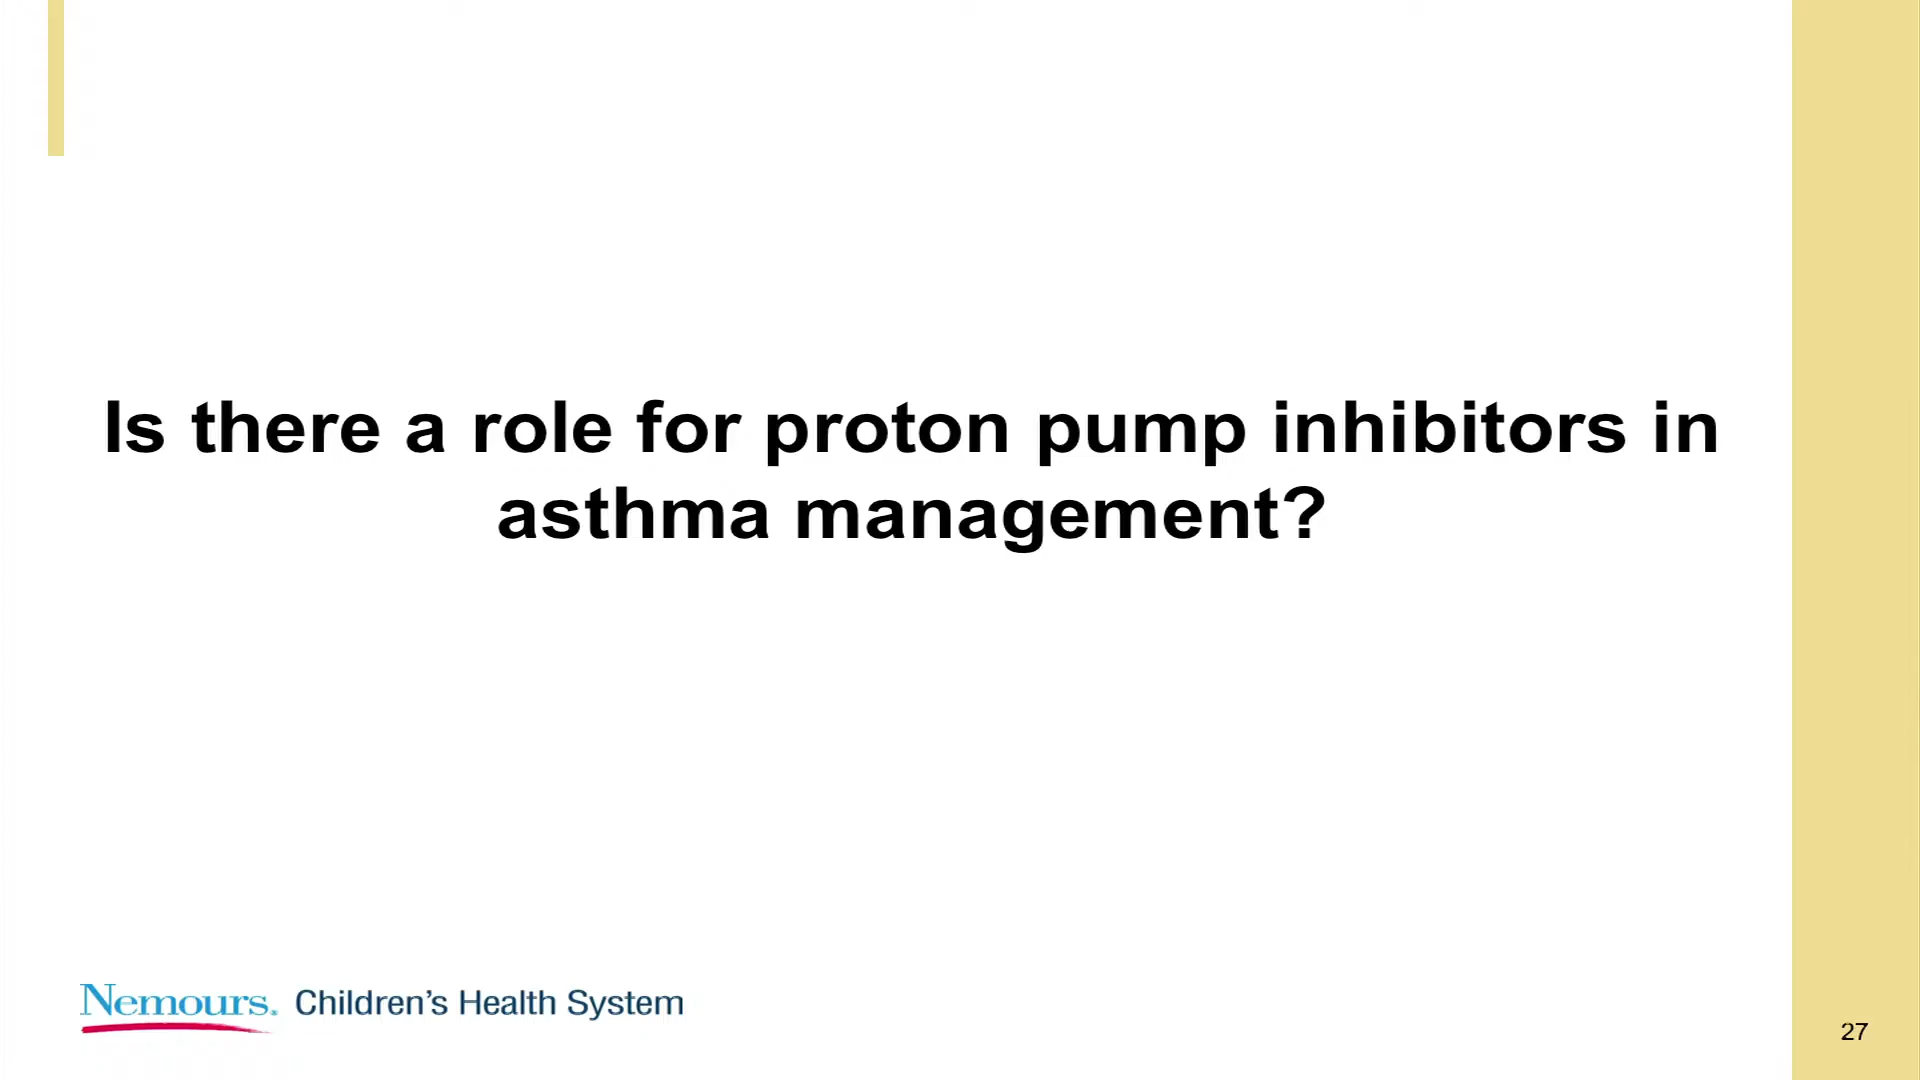 Is there a role for proton pump inhibitors in
asthma management?
Nemours. Children's Health System
27